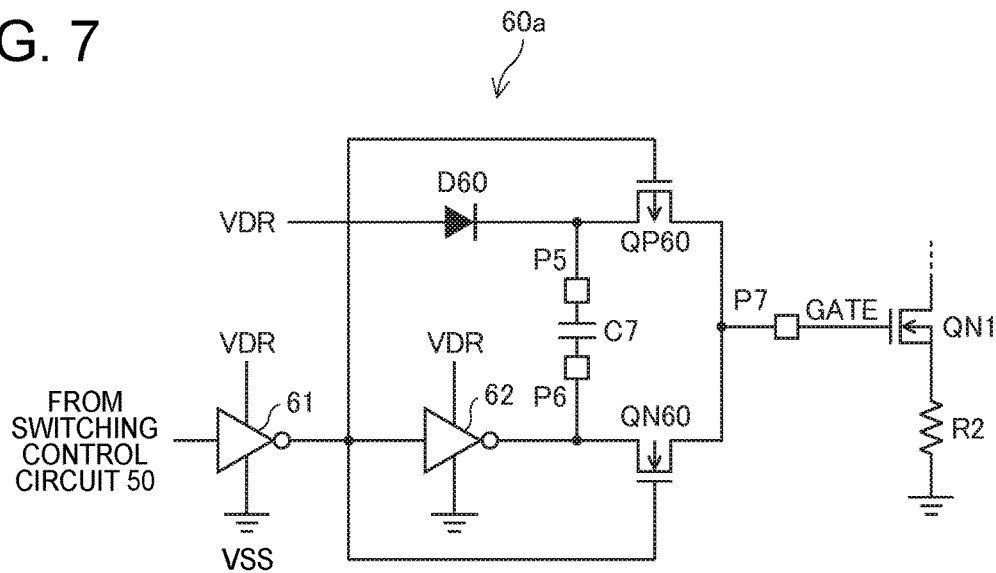 G. 7
60a
D60
VDR
QP60
P5
P7
GATE
QN1
C7
VDR
VDR
P6
61
62
QN60
R2
FROM
SWITCHING
CONTROL
CIRCUIT 50
VSS